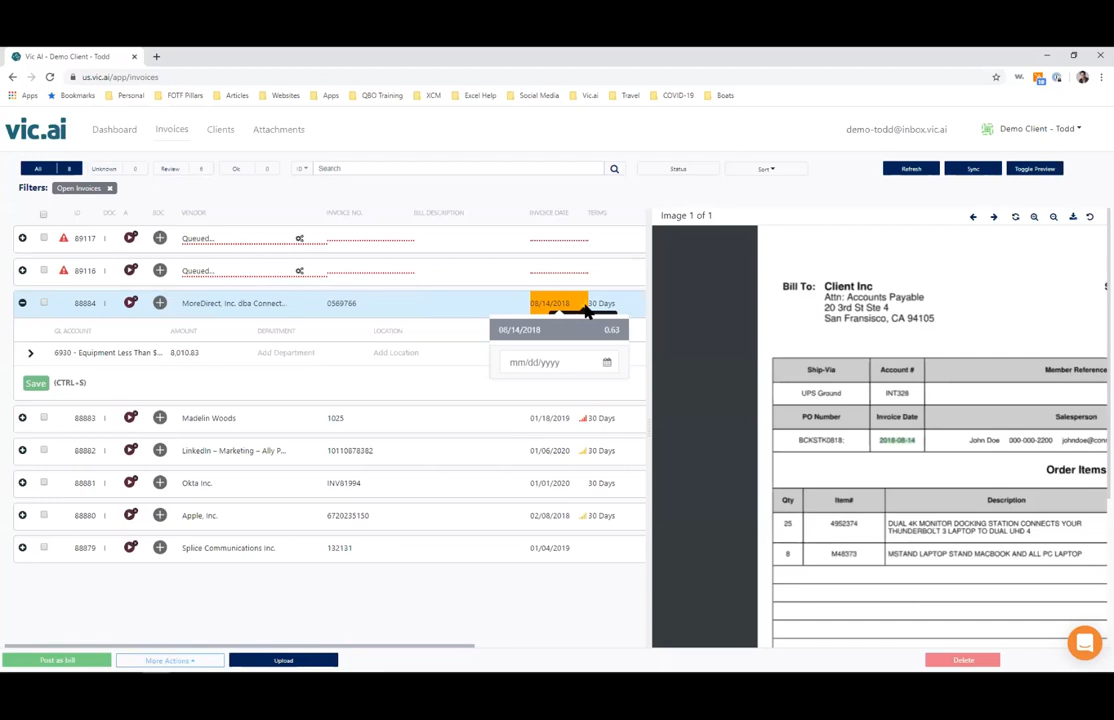 Vic AI - Demo Client - Todd
us.vic.ai/app/invoices
Apps Bookmarks Personal FOTF Pillars Articles Websites Apps QBO Training XCM Excel Help Social Media Vic.ai Travel COVID-19 Boats
vic.ai Dashboard Invoices Clients Attachments demo-todd@inbox.vic.ai Demo Client - Todd
All 8 Unknown 0 Review 6 Ok 0 ID Search Status Sort Refresh Sync Toggle Preview
Filters: Open Invoices
ID DOC A BOC VENDOR INVOICE NO. BILL DESCRIPTION INVOICE DATE TERMS
Image 1 of 1
89117 I Queued...
89116 I Queued...
88884 I MoreDirect, Inc. dba Connect... 0569766 08/14/2018 30 Days
08/14/2018 0.63
mm/dd/yyyy
GL ACCOUNT AMOUNT DEPARTMENT LOCATION
6930 - Equipment Less Than $... 8,010.83 Add Department Add Location
Save (CTRL+S)
88883 I Madelin Woods 1025 01/18/2019 30 Days
88882 I LinkedIn – Marketing – Ally P... 10110878382 01/06/2020 30 Days
88881 I Okta Inc. INV81994 01/01/2020 30 Days
88880 I Apple, Inc. 6720235150 02/08/2018 30 Days
88879 I Splice Communications Inc. 132131 01/04/2019
Bill To: Client Inc
Attn: Accounts Payable
20 3rd St Ste 4
San Fransisco, CA 94105
Ship-Via Account # Member Reference
UPS Ground INT328
PO Number Invoice Date Salesperson
BCKSTK0818: 2018-08-14 John Doe 000-000-2200
Order Items
Qty Item# Description
25 4952374 DUAL 4K MONITOR DOCKING STATION CONNECTS YOUR
THUNDERBOLT 3 LAPTOP TO DUAL UHD 4
8 M48373 MSTAND LAPTOP STAND MACBOOK AND ALL PC LAPTOP
Post as bill More Actions Upload Delete